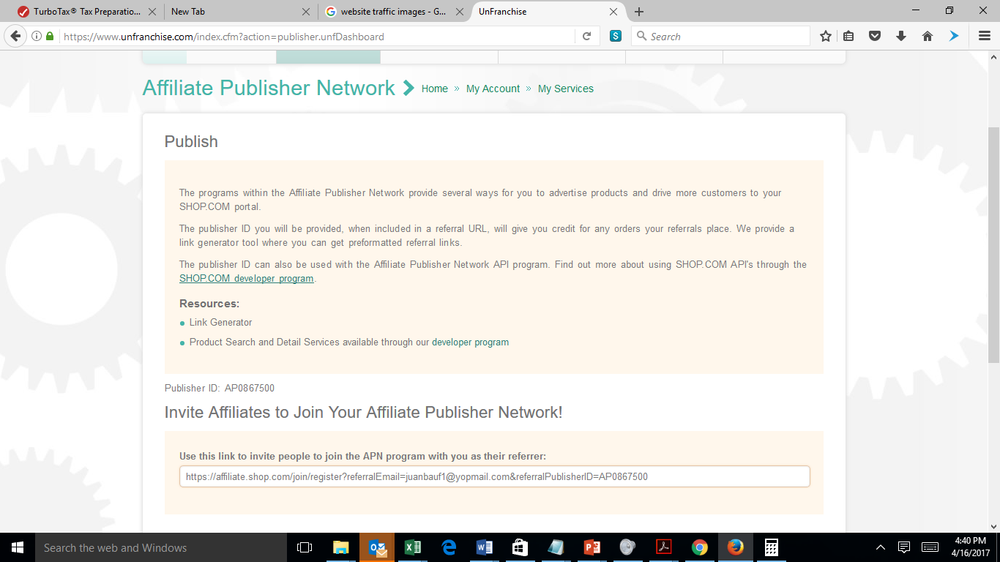 TurboTax® Tax Preparatio...
New Tab
website traffic images - G...
UnFranchise
https://www.unfranchise.com/index.cfm?action=publisher.unfDashboard
S
Search
Affiliate Publisher Network
Home » My Account » My Services
Publish
The programs within the Affiliate Publisher Network provide several ways for you to advertise products and drive more customers to your
SHOP.COM portal.
The publisher ID you will be provided, when included in a referral URL, will give you credit for any orders your referrals place. We provide a
link generator tool where you can get preformatted referral links.
The publisher ID can also be used with the Affiliate Publisher Network API program. Find out more about using SHOP.COM API's through the
SHOP.COM developer program.
Resources:
Link Generator
Product Search and Detail Services available through our developer program
Publisher ID: AP0867500
Invite Affiliates to Join Your Affiliate Publisher Network!
Use this link to invite people to join the APN program with you as their referrer:
https://affiliate.shop.com/join/register?referralEmail=juanbauf1@yopmail.com&referralPublisherID=AP0867500
Search the web and Windows
4:40 PM
4/16/2017